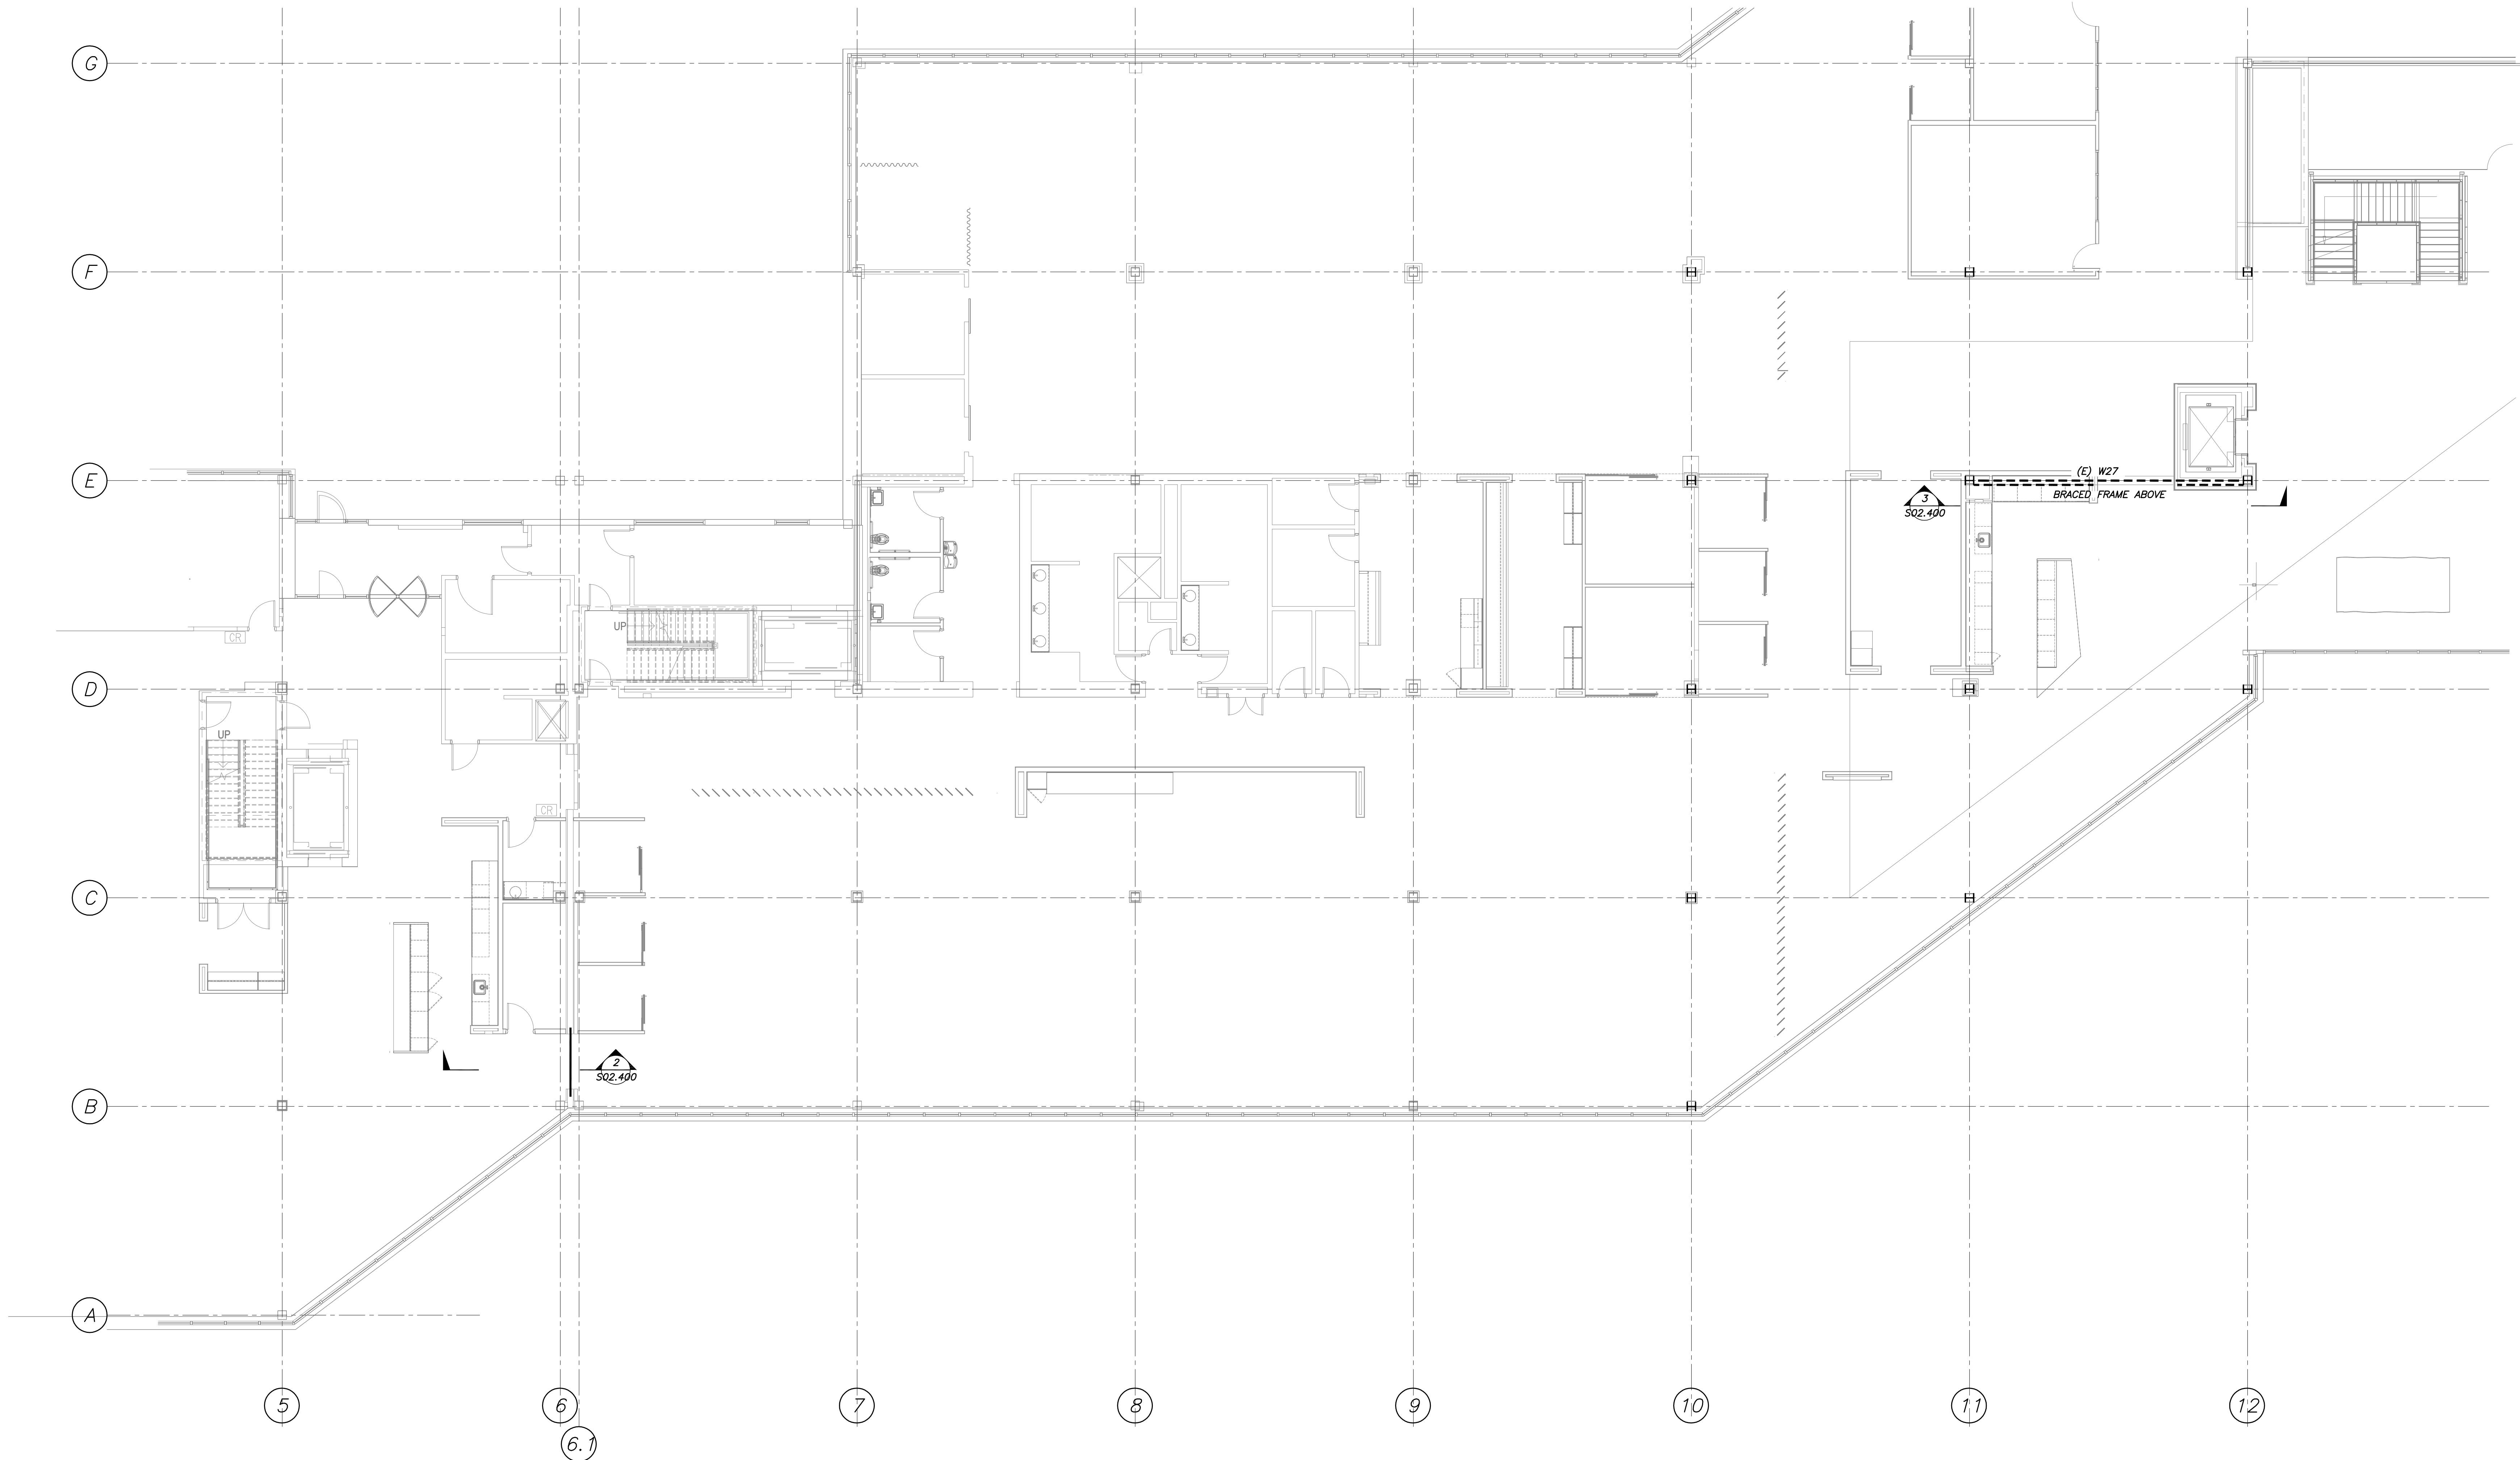 G
F
E
(E) W27
BRACED FRAME ABOVE
3
S02.400
UP
CR
D
UP
CR
C
2
S02.400
B
A
5
6
7
8
9
10
11
12
6.1